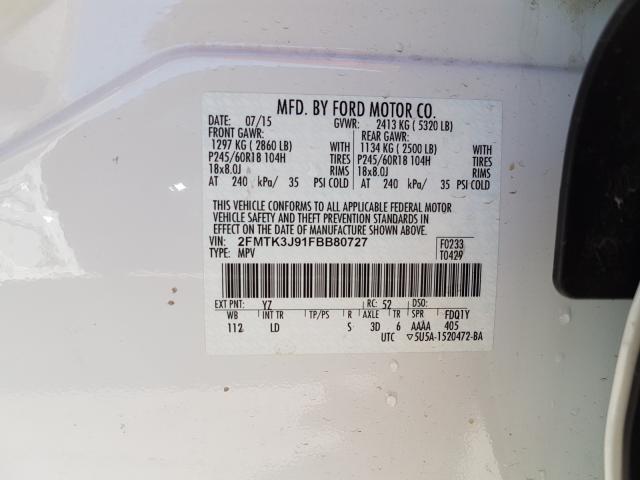 MFD. BY FORD MOTOR CO.
DATE: 07/15 GVWR: 2413 KG ( 5320 LB)
FRONT GAWR: REAR GAWR:
1297 KG ( 2860 LB) WITH 1134 KG ( 2500 LB) WITH
P245/60R18 104H TIRES P245/60R18 104H TIRES
18x8.0J RIMS 18x8.0J RIMS
AT 240 kPa/ 35 PSI COLD AT 240 kPa/ 35 PSI COLD
THIS VEHICLE CONFORMS TO ALL APPLICABLE FEDERAL MOTOR
VEHICLE SAFETY AND THEFT PREVENTION STANDARDS IN
EFFECT ON THE DATE OF MANUFACTURE SHOWN ABOVE.
VIN: 2FMTK3J91FBB80727 F0233
TYPE: MPV T0429
EXT PNT: YZ RC: 52 DSO:
WB INT TR TP/PS R AXLE TR SPR FDQ1Y
112 LD S 3D 6 AAAA 405
UTC ▽5U5A-1520472-BA